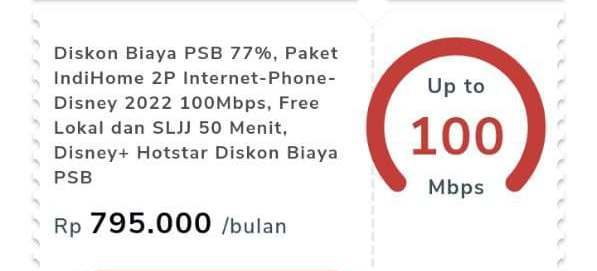 Diskon Biaya PSB 77%, Paket
IndiHome 2P Internet-Phone-
Disney 2022 100Mbps, Free
Lokal dan SLJJ 50 Menit,
Disney+ Hotstar Diskon Biaya
PSB
Rp 795.000 /bulan
Up to
100
Mbps